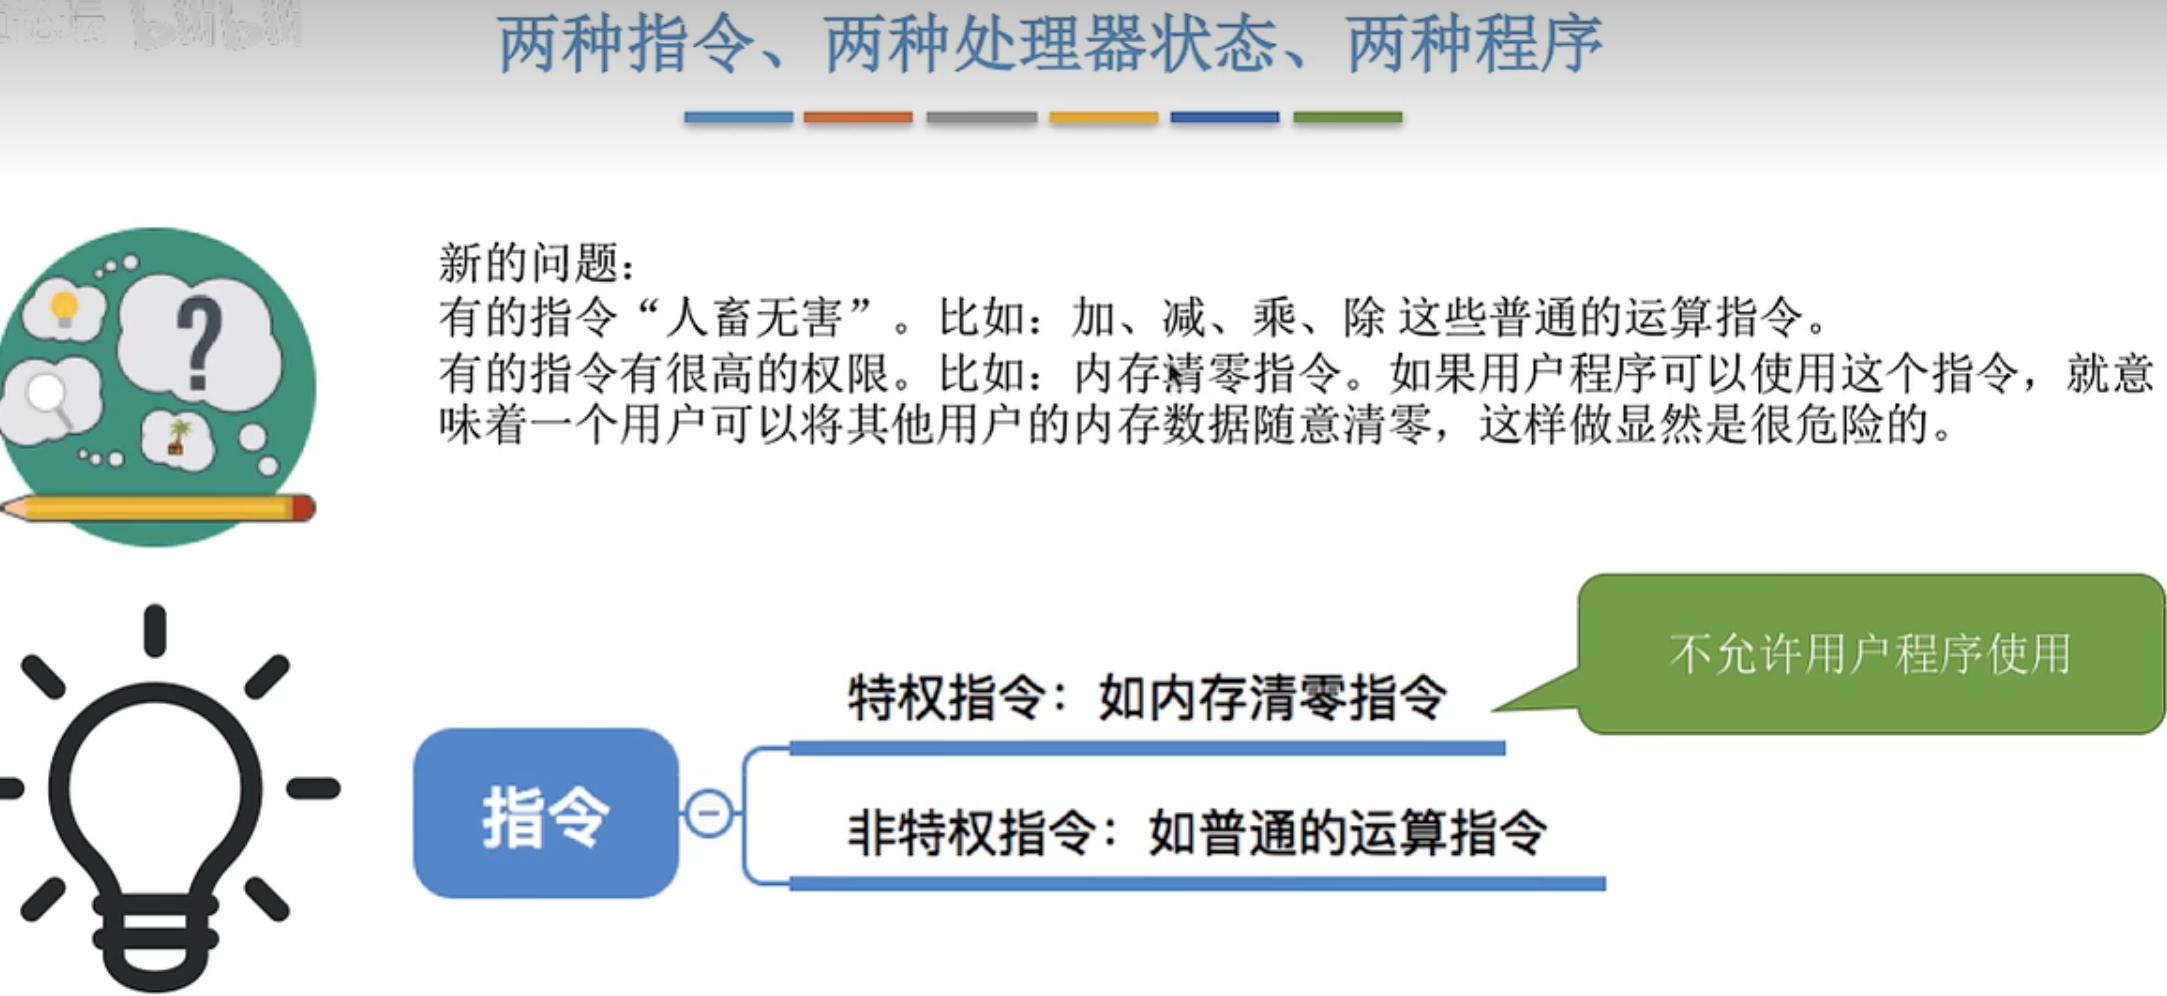 bilibili
两种指令、两种处理器状态、两种程序
新的问题：
有的指令“人畜无害”。比如：加、减、乘、除 这些普通的运算指令。
有的指令有很高的权限。比如：内存清零指令。如果用户程序可以使用这个指令，就意
味着一个用户可以将其他用户的内存数据随意清零，这样做显然是很危险的。
不允许用户程序使用
特权指令：如内存清零指令
指令
非特权指令：如普通的运算指令